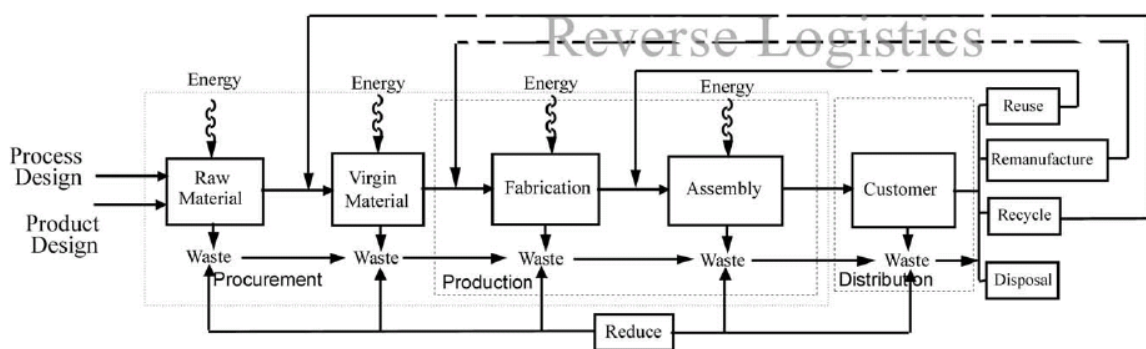 Reverse Logistics
Energy
Energy
Energy
Energy
Process
Design
Product
Design
Raw
Material
Virgin
Material
Fabrication
Assembly
Customer
Reuse
Remanufacture
Recycle
Disposal
Waste
Waste
Waste
Waste
Waste
Procurement
Production
Distribution
Reduce